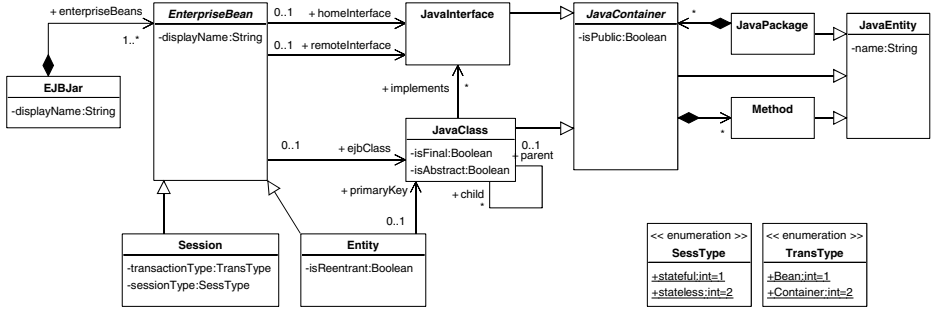 + enterpriseBeans
1..*
EJBJar
-displayName:String
EnterpriseBean
-displayName:String
0..1
+ homeInterface
0..1
+ remoteInterface
0..1
+ ejbClass
JavaInterface
+ implements
*
JavaClass
-isFinal:Boolean
-isAbstract:Boolean
0..1
+ parent
+ child
*
+ primaryKey
0..1
JavaContainer
-isPublic:Boolean
*
JavaPackage
JavaEntity
-name:String
Method
*
Session
-transactionType:TransType
-sessionType:SessType
Entity
-isReentrant:Boolean
<< enumeration >>
SessType
+stateful:int=1
+stateless:int=2
<< enumeration >>
TransType
+Bean:int=1
+Container:int=2